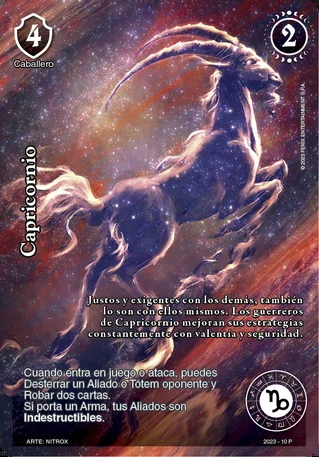 4
2
Caballero
© 2023 FENIX ENTERTAINMENT S.P.A.
Capricornio
Justos y exigentes con los demás, también
lo son con ellos mismos. Los guerreros
de Capricornio mejoran sus estrategias
constantemente con valentía y seguridad.
Cuando entra en juego o ataca, puedes
Desterrar un Aliado o Tótem oponente y
Robar dos cartas.
Si porta un Arma, tus Aliados son
Indestructibles.
ARTE: NITROX
2023 - 10 P